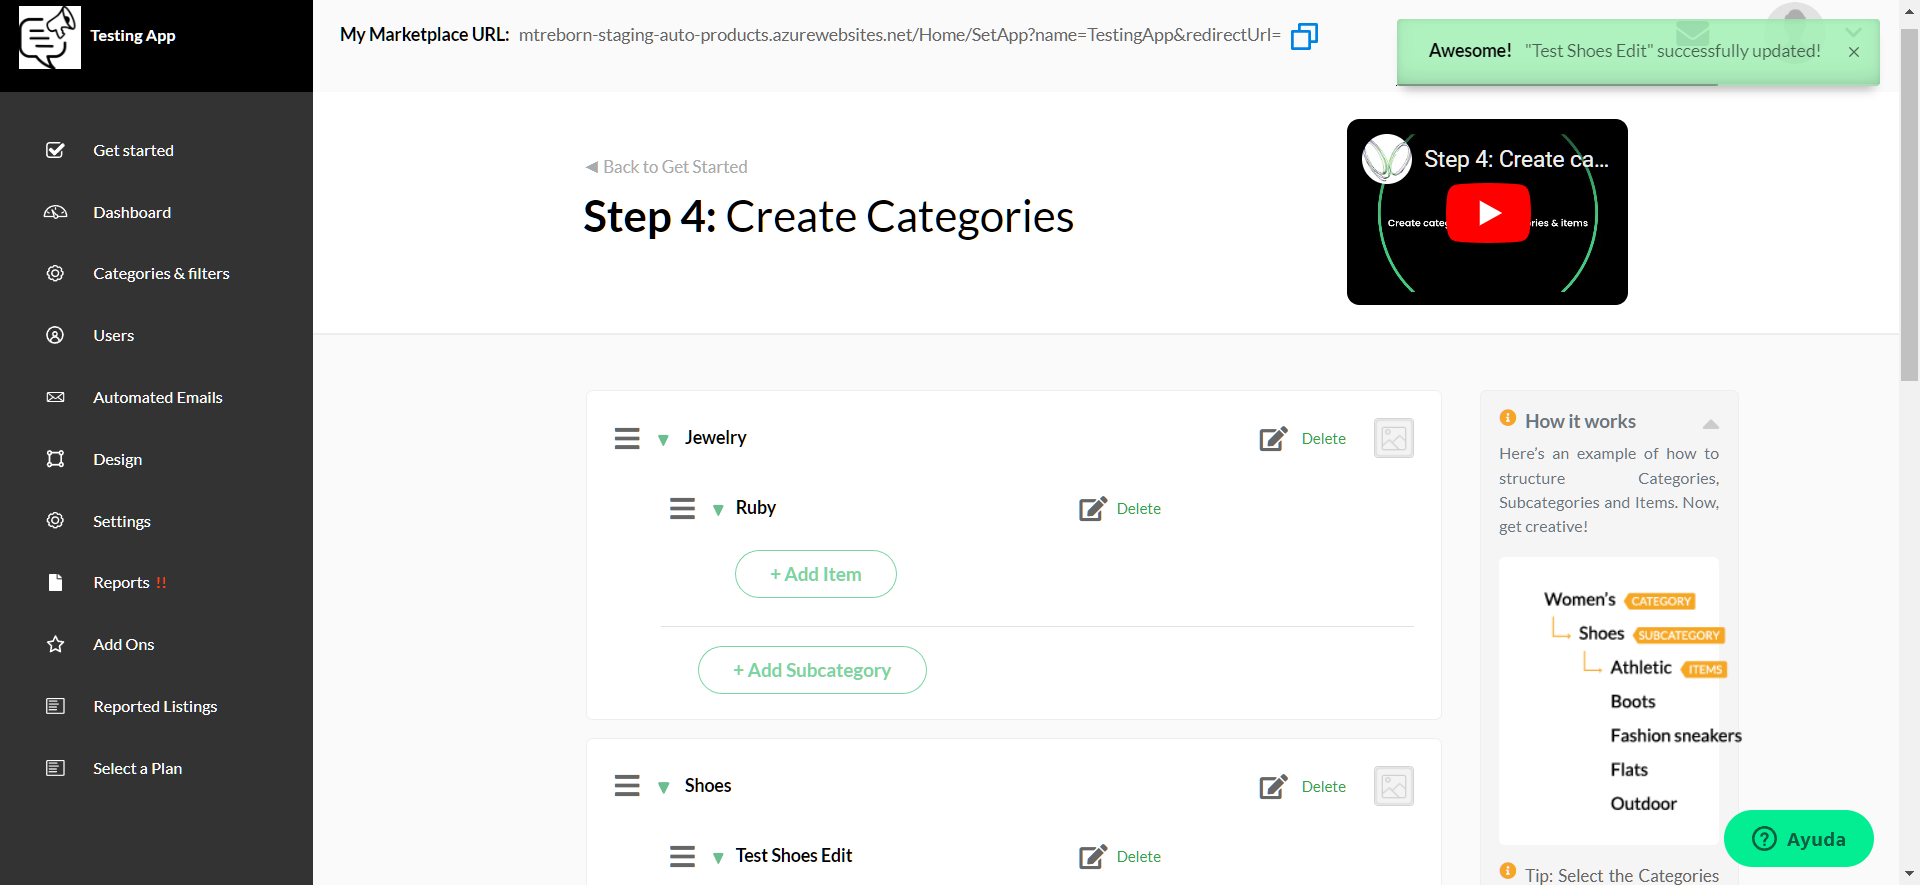 Testing App
My Marketplace URL: mtreborn-staging-auto-products.azurewebsites.net/Home/SetApp?name=TestingApp&redirectUrl=
Awesome! "Test Shoes Edit" successfully updated! ×
Get started
Dashboard
Categories & filters
Users
Automated Emails
Design
Settings
Reports !!
Add Ons
Reported Listings
Select a Plan
◀ Back to Get Started
Step 4: Create Categories
Step 4: Create ca...
Create categ ries & items
Jewelry
Delete
Ruby
Delete
+ Add Item
+ Add Subcategory
Shoes
Delete
Test Shoes Edit
Delete
How it works
Here's an example of how to
structure Categories,
Subcategories and Items. Now,
get creative!
Women's CATEGORY
Shoes SUBCATEGORY
Athletic ITEMS
Boots
Fashion sneakers
Flats
Outdoor
Tip: Select the Categories
Ayuda